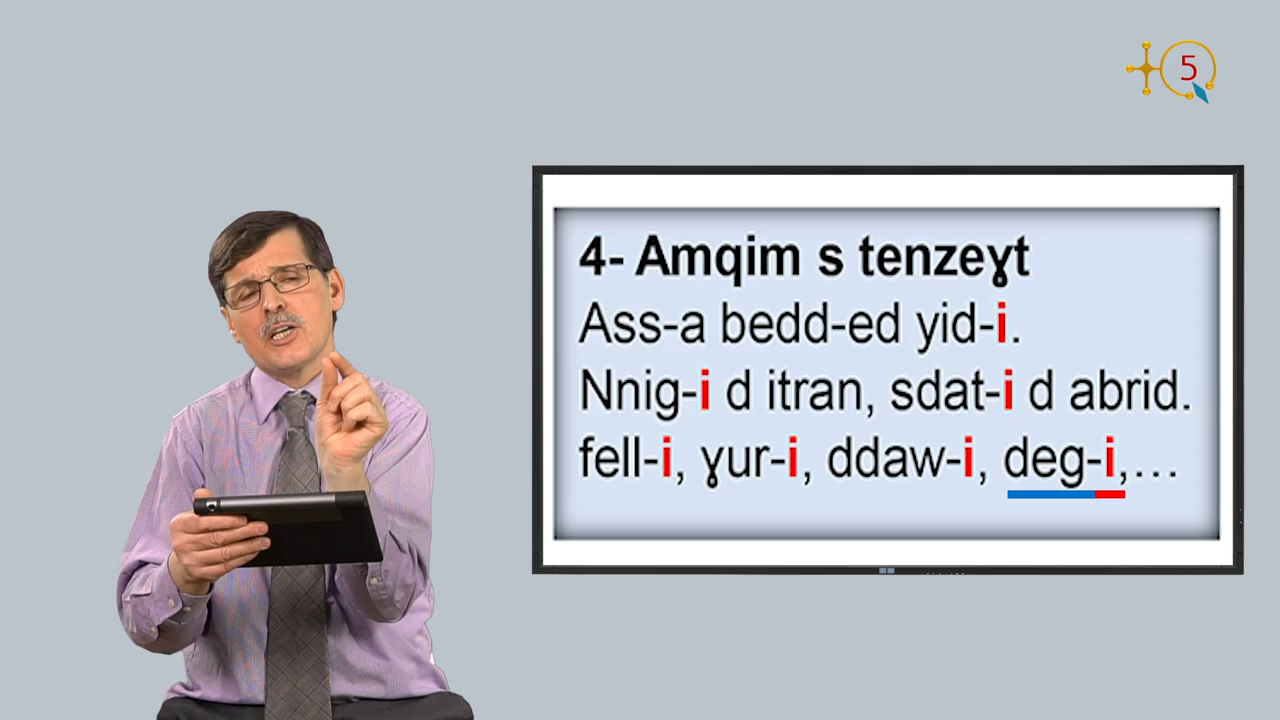 5
4- Amqim s tenzeɣt
Ass-a bedd-ed yid-i.
Nnig-i d itran, sdat-i d abrid.
fell-i, ɣur-i, ddaw-i, deg-i,…